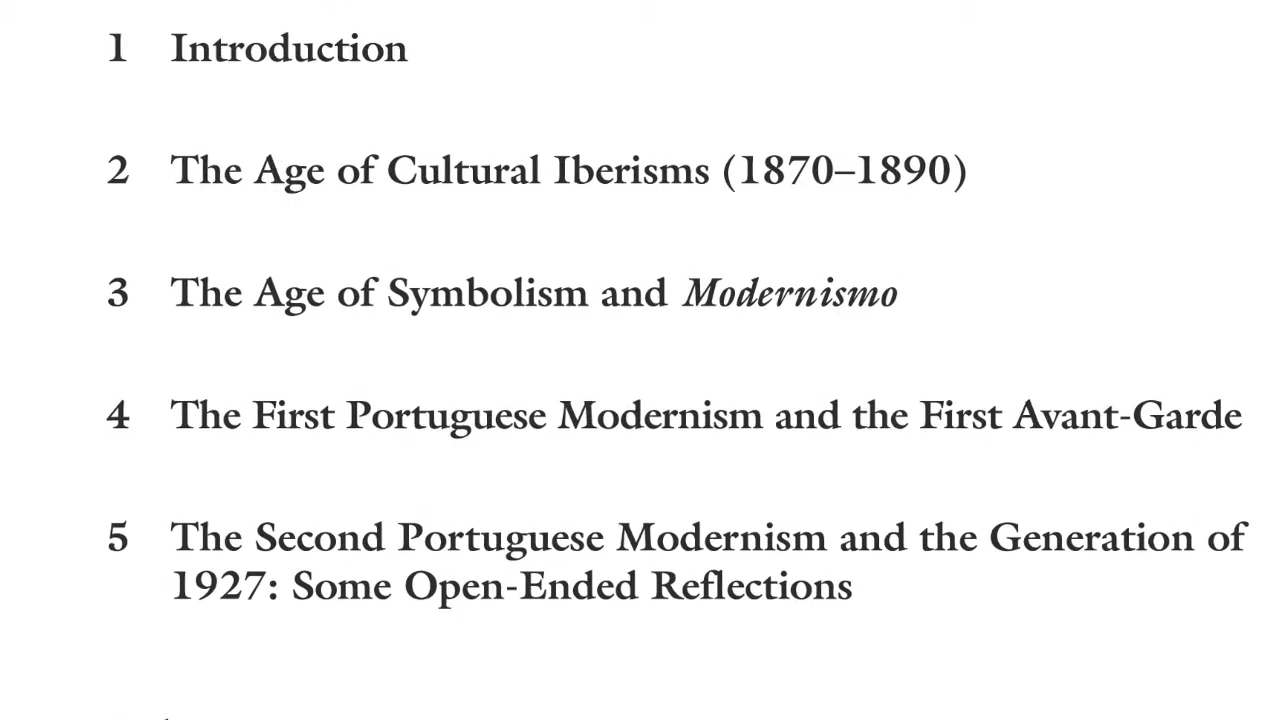 1 Introduction
2 The Age of Cultural Iberisms (1870–1890)
3 The Age of Symbolism and Modernismo
4 The First Portuguese Modernism and the First Avant-Garde
5 The Second Portuguese Modernism and the Generation of
1927: Some Open-Ended Reflections